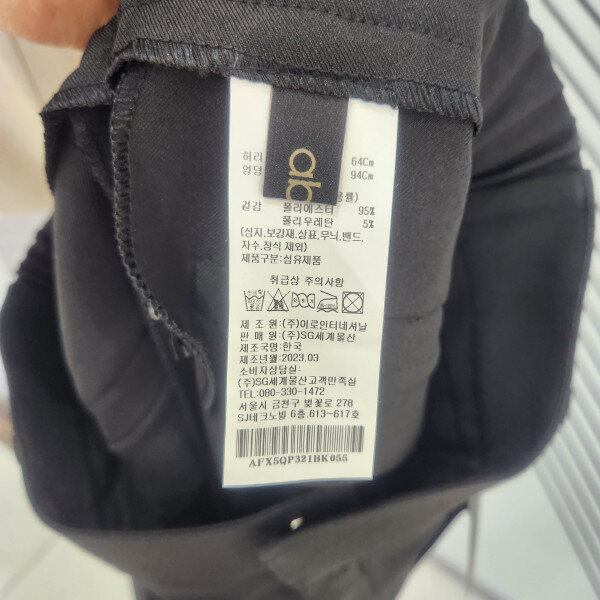 허리 64Cm
엉덩 94Cm
ab
용률)
겉감 폴리에스터 95%
폴리우레탄 5%
(심지,보강재,상표,무늬,밴드,
자수,장식 제외)
제품구분:섬유제품
취급상 주의사항
제 조 원:(주)이로인터네셔날
판 매 원:(주)SG세계물산
제조국명:한국
제조년월:2023.03
소비자상담실:
(주)SG세계물산고객만족실
TEL:080-330-1472
서울시 금천구 벚꽃로 278
SJ테크노빌 6층.613~617호
AFX5QP321BK055